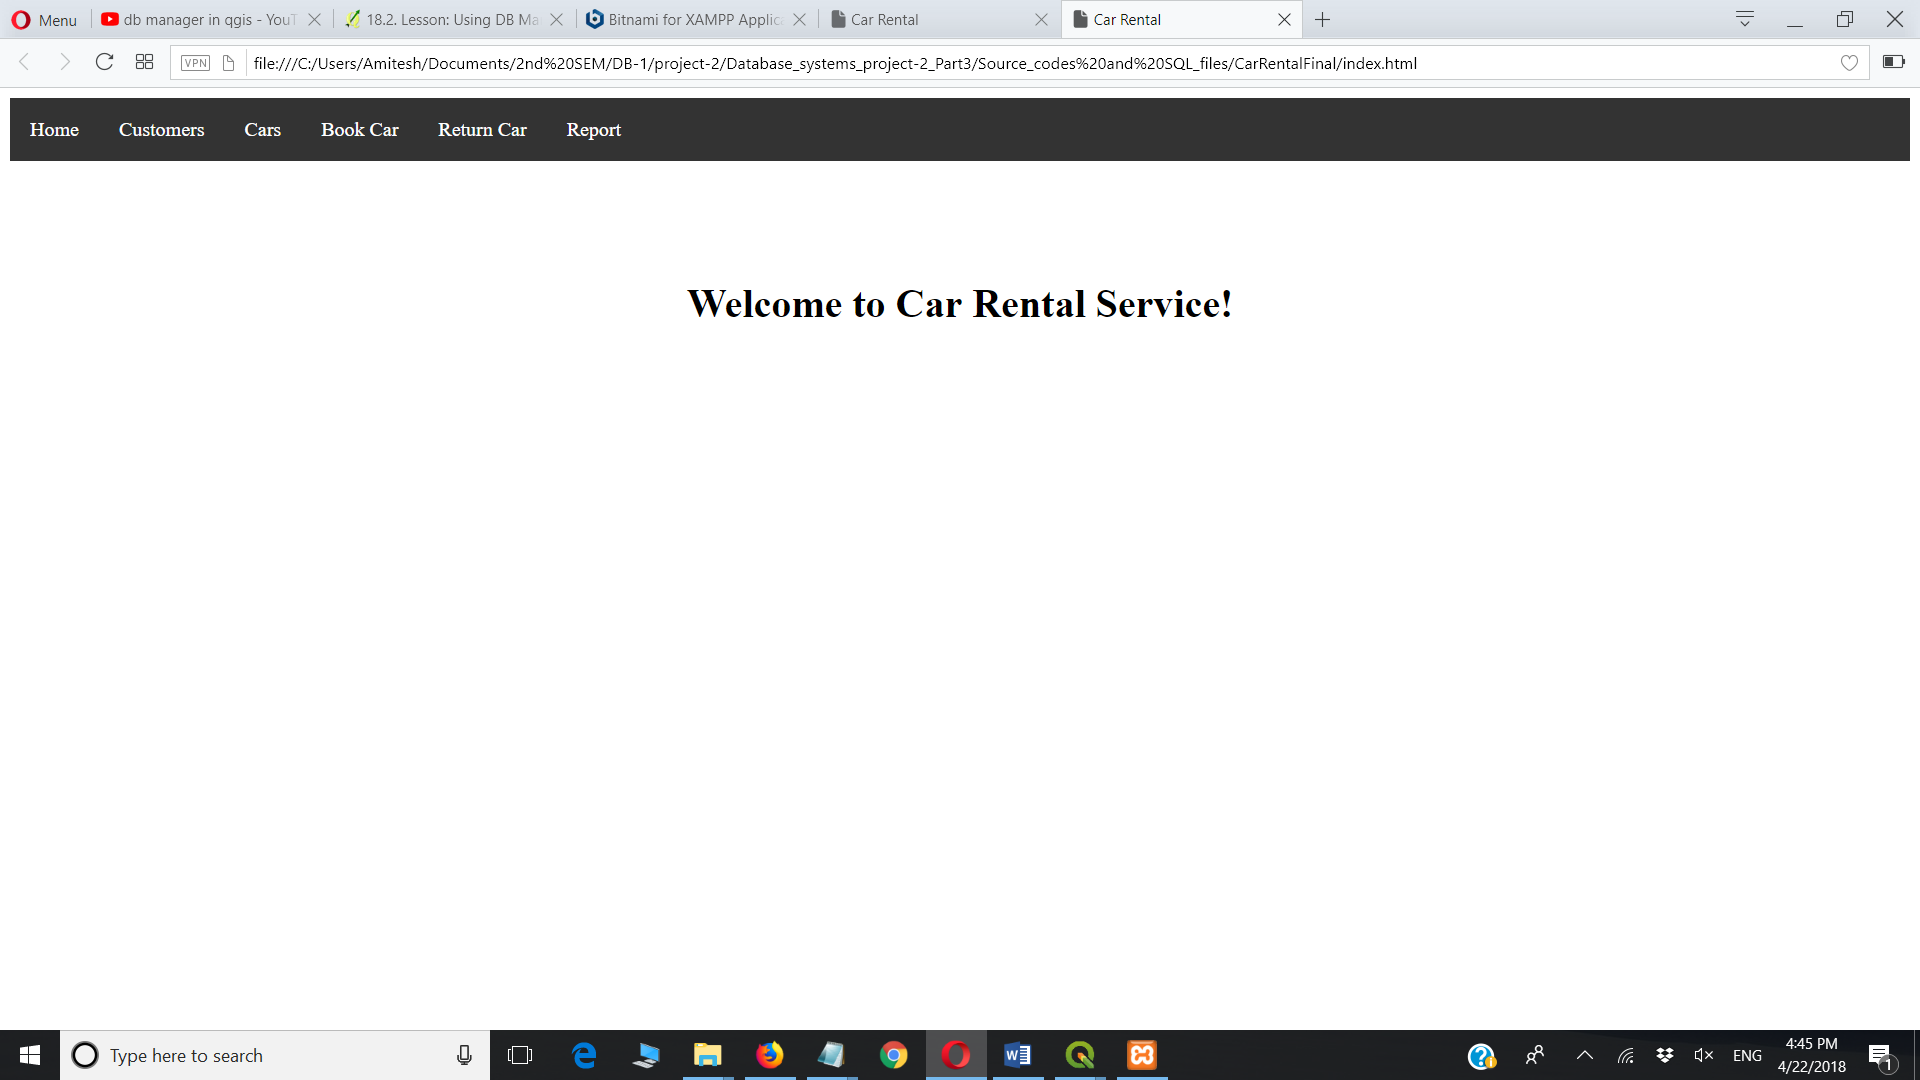 Menu
db manager in qgis - YouT
18.2. Lesson: Using DB Ma
Bitnami for XAMPP Applic
Car Rental
Car Rental
VPN
file:///C:/Users/Amitesh/Documents/2nd%20SEM/DB-1/project-2/Database_systems_project-2_Part3/Source_codes%20and%20SQL_files/CarRentalFinal/index.html
Home Customers Cars Book Car Return Car Report
Welcome to Car Rental Service!
Type here to search
ENG
4:45 PM
4/22/2018
1